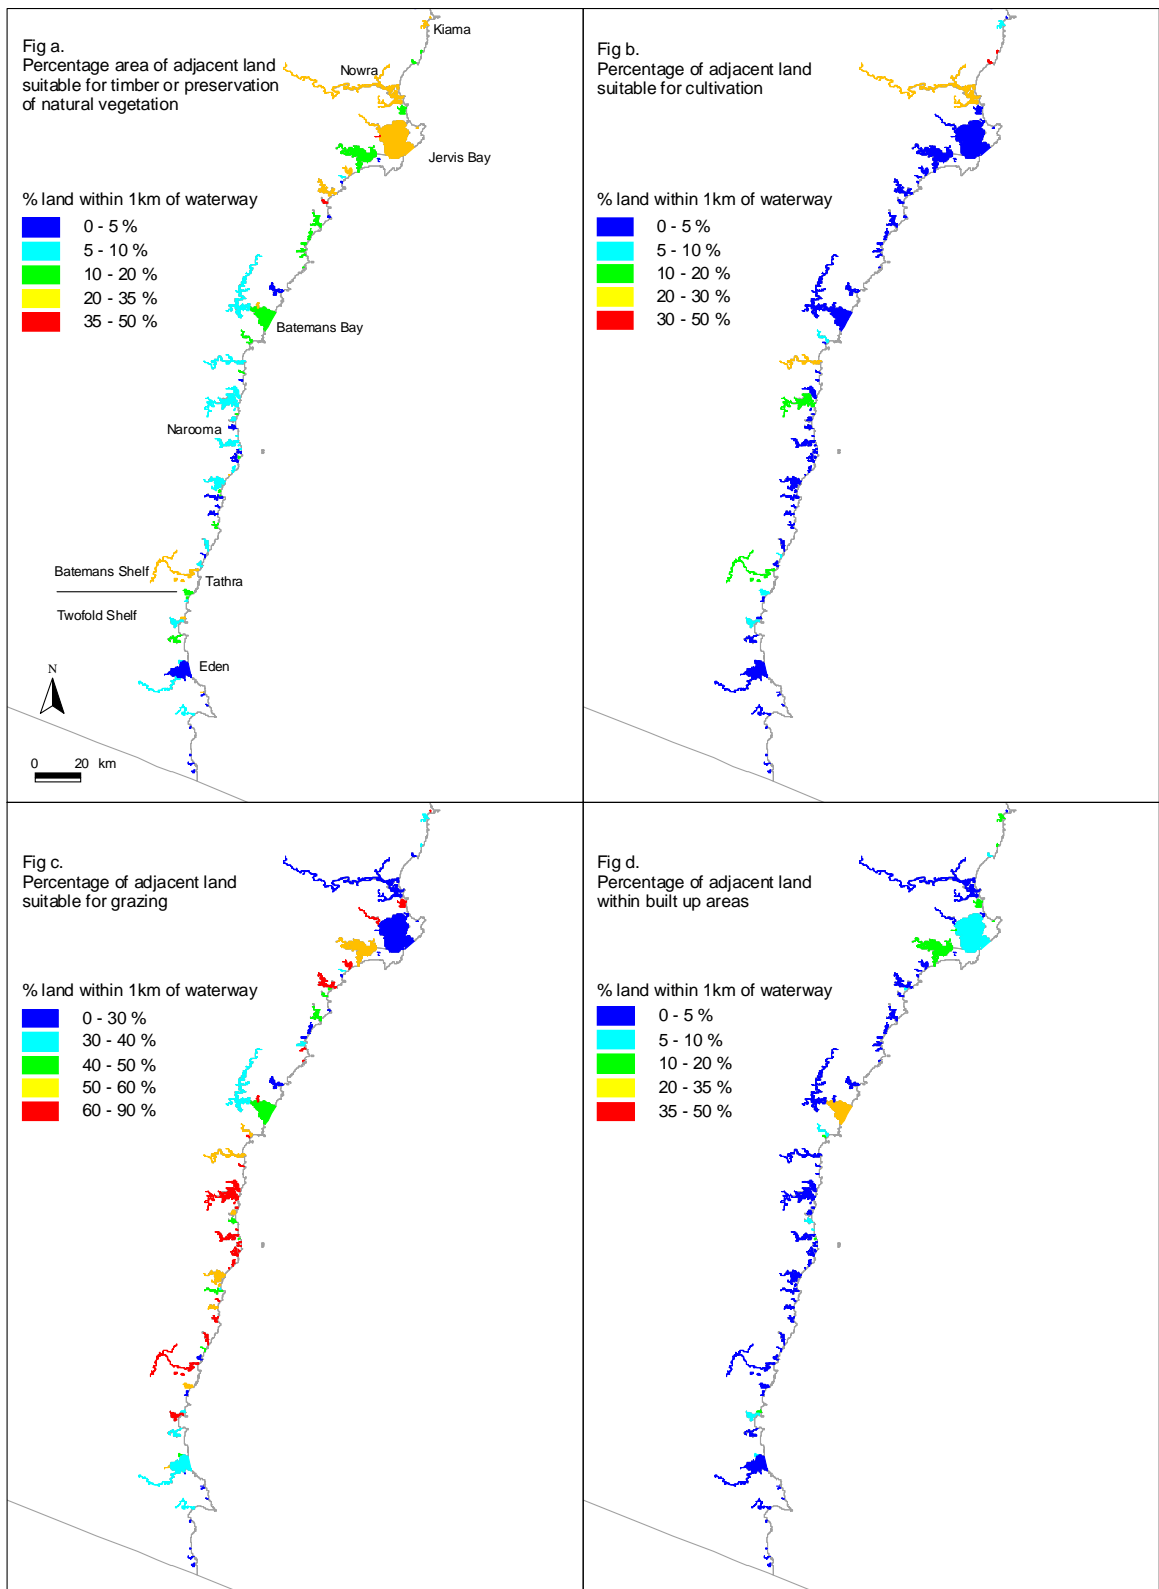 Fig a.
Percentage area of adjacent land
suitable for timber or preservation
of natural vegetation
Kiama
Nowra
Jervis Bay
% land within 1km of waterway
0 - 5 %
5 - 10 %
10 - 20 %
20 - 35 %
35 - 50 %
Batemans Bay
Narooma
Batemans Shelf
Tathra
Twofold Shelf
Eden
N
0 20 km
Fig b.
Percentage of adjacent land
suitable for cultivation
% land within 1km of waterway
0 - 5 %
5 - 10 %
10 - 20 %
20 - 30 %
30 - 50 %
Fig c.
Percentage of adjacent land
suitable for grazing
% land within 1km of waterway
0 - 30 %
30 - 40 %
40 - 50 %
50 - 60 %
60 - 90 %
Fig d.
Percentage of adjacent land
within built up areas
% land within 1km of waterway
0 - 5 %
5 - 10 %
10 - 20 %
20 - 35 %
35 - 50 %